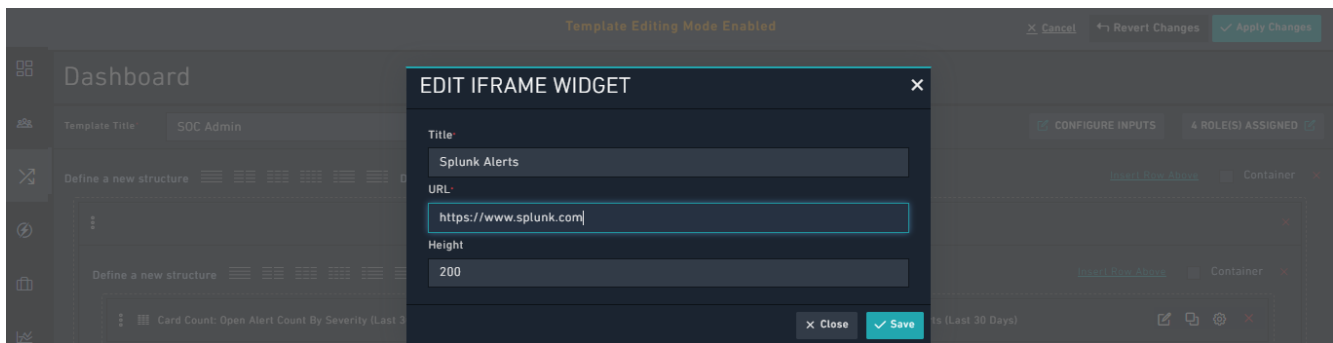 Template Editing Mode Enabled
Cancel
Revert Changes
Apply Changes
Dashboard
EDIT IFRAME WIDGET
Template Title
SOC Admin
CONFIGURE INPUTS
4 ROLE(S) ASSIGNED
Title
Splunk Alerts
Define a new structure
D
Insert Row Above
Container
URL
https://www.splunk.com
Height
200
Define a new structure
Insert Row Above
Container
Card Count: Open Alert Count By Severity (Last 3
ts (Last 30 Days)
Close
Save